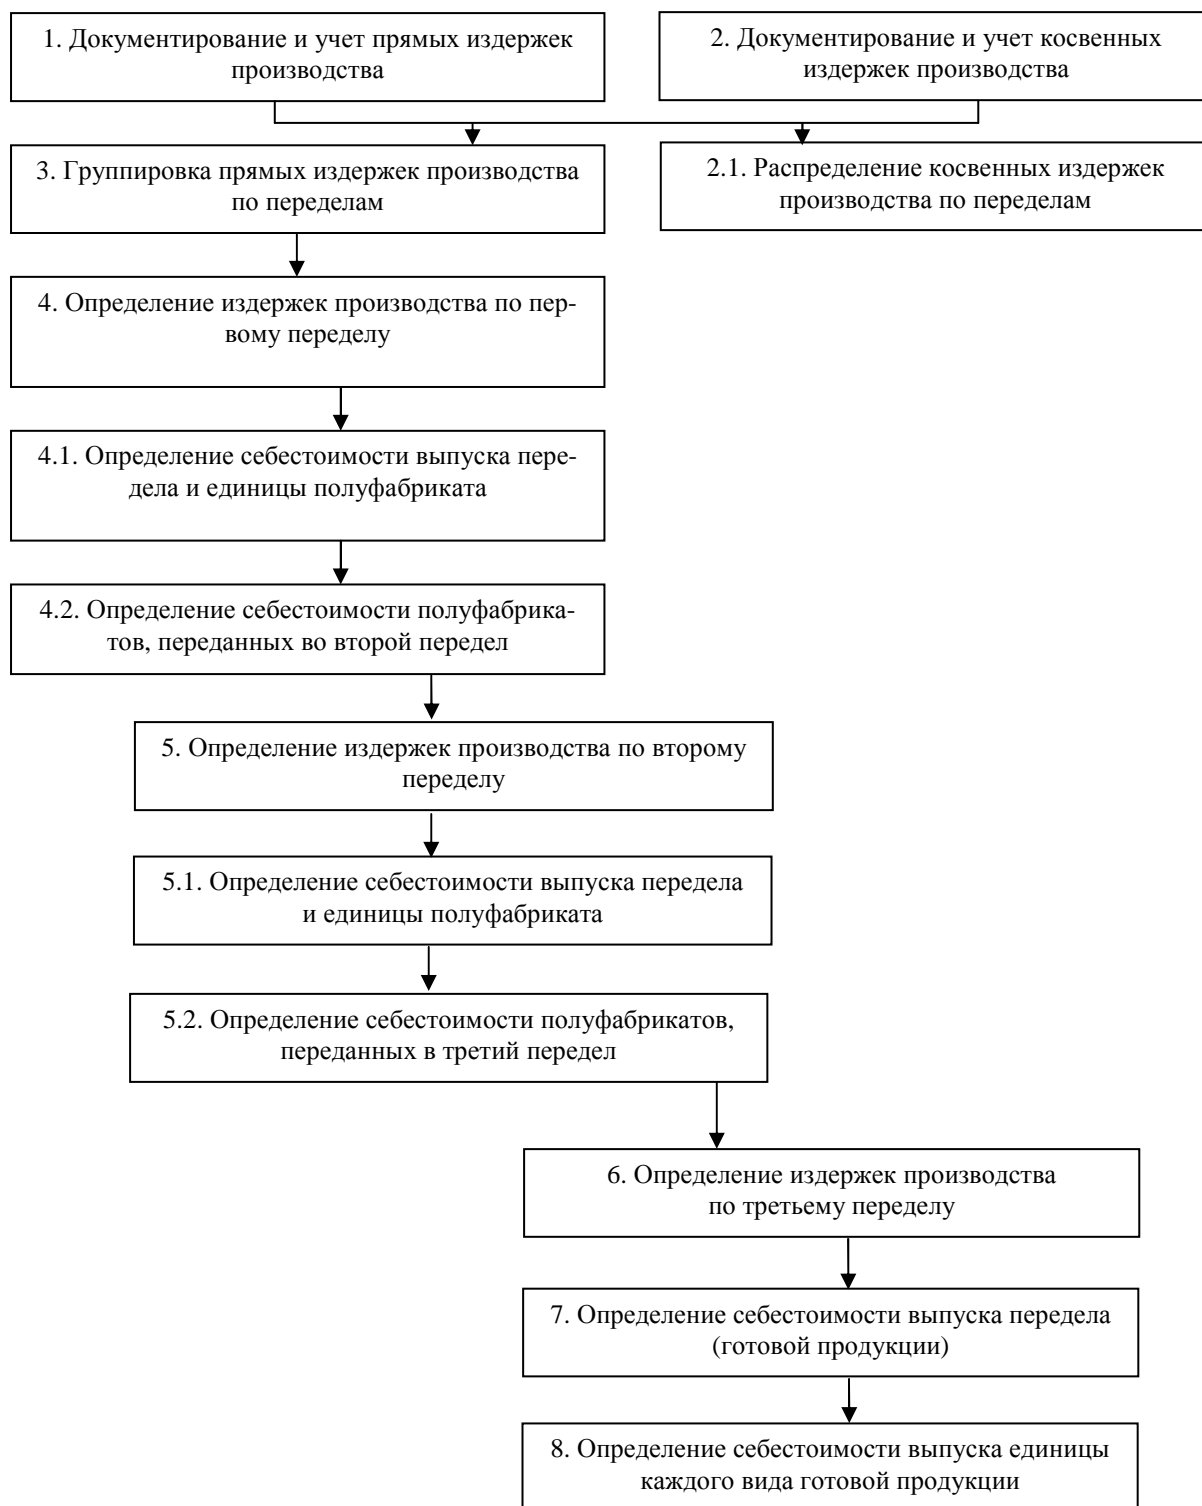 1. Документирование и учет прямых издержек
производства
2. Документирование и учет косвенных
издержек производства
3. Группировка прямых издержек производства
по переделам
2.1. Распределение косвенных издержек
производства по переделам
4. Определение издержек производства по пер-
вому переделу
4.1. Определение себестоимости выпуска пере-
дела и единицы полуфабриката
4.2. Определение себестоимости полуфабрика-
тов, переданных во второй передел
5. Определение издержек производства по второму
переделу
5.1. Определение себестоимости выпуска передела
и единицы полуфабриката
5.2. Определение себестоимости полуфабрикатов,
переданных в третий передел
6. Определение издержек производства
по третьему переделу
7. Определение себестоимости выпуска передела
(готовой продукции)
8. Определение себестоимости выпуска единицы
каждого вида готовой продукции